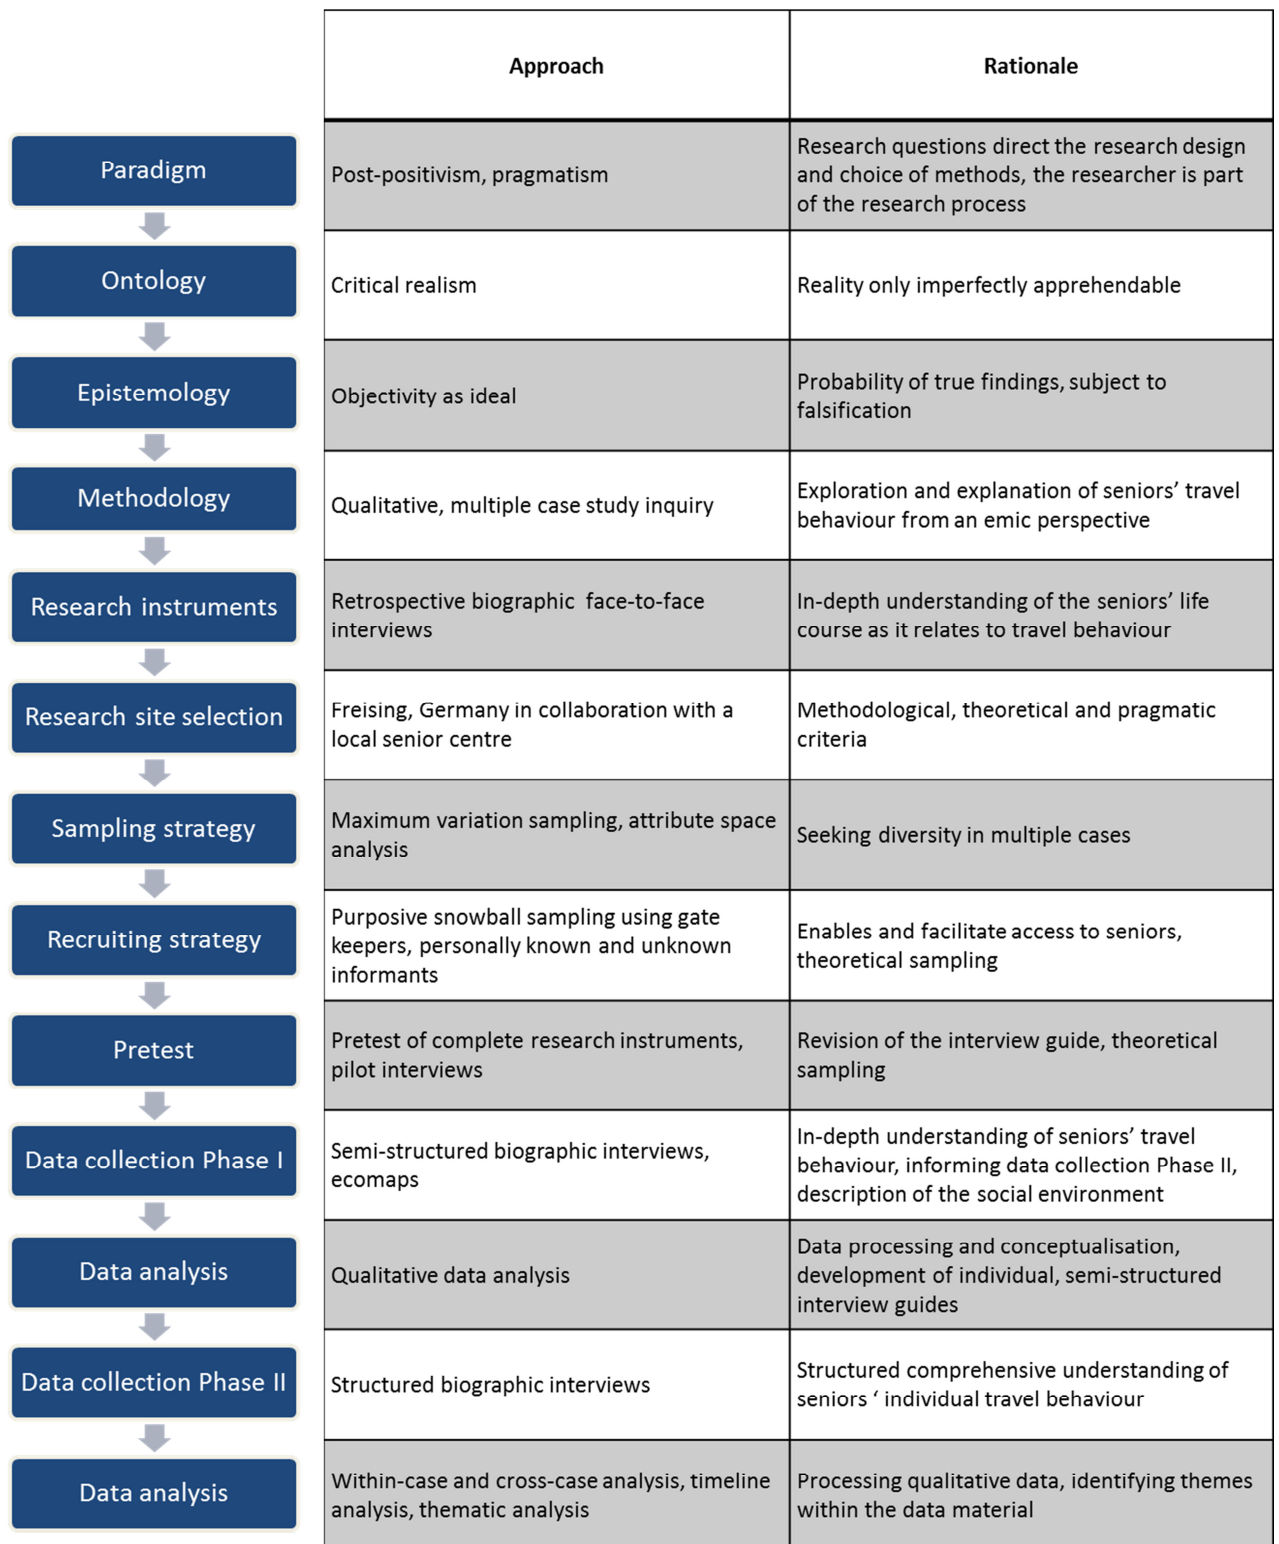 Approach
Rationale
Paradigm
Post-positivism, pragmatism
Research questions direct the research design
and choice of methods, the researcher is part
of the research process
Ontology
Critical realism
Reality only imperfectly apprehendable
Epistemology
Objectivity as ideal
Probability of true findings, subject to
falsification
Methodology
Qualitative, multiple case study inquiry
Exploration and explanation of seniors’ travel
behaviour from an emic perspective
Research instruments
Retrospective biographic face-to-face
interviews
In-depth understanding of the seniors’ life
course as it relates to travel behaviour
Research site selection
Freising, Germany in collaboration with a
local senior centre
Methodological, theoretical and pragmatic
criteria
Sampling strategy
Maximum variation sampling, attribute space
analysis
Seeking diversity in multiple cases
Recruiting strategy
Purposive snowball sampling using gate
keepers, personally known and unknown
informants
Enables and facilitate access to seniors,
theoretical sampling
Pretest
Pretest of complete research instruments,
pilot interviews
Revision of the interview guide, theoretical
sampling
Data collection Phase I
Semi-structured biographic interviews,
ecomaps
In-depth understanding of seniors’ travel
behaviour, informing data collection Phase II,
description of the social environment
Data analysis
Qualitative data analysis
Data processing and conceptualisation,
development of individual, semi-structured
interview guides
Data collection Phase II
Structured biographic interviews
Structured comprehensive understanding of
seniors ‘ individual travel behaviour
Data analysis
Within-case and cross-case analysis, timeline
analysis, thematic analysis
Processing qualitative data, identifying themes
within the data material